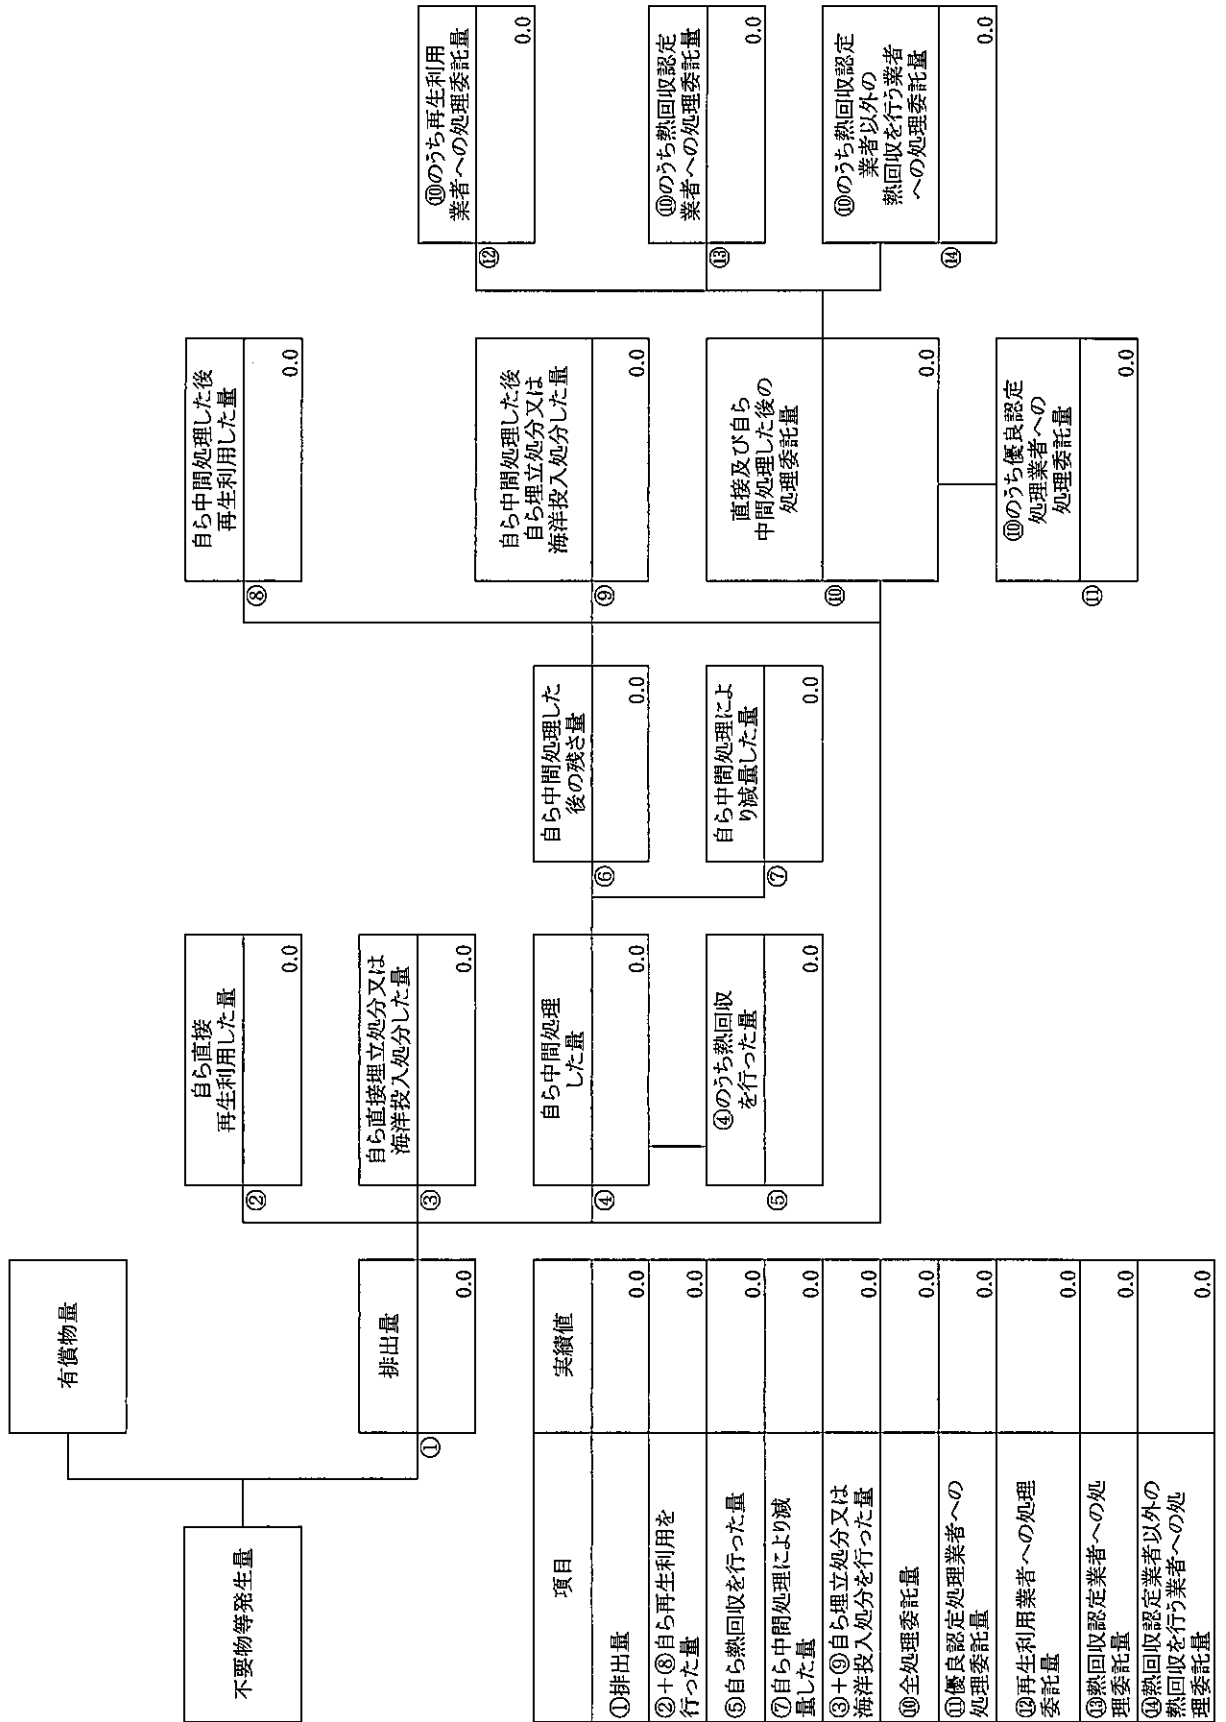 有償物量
不要物等発生量
排出量
①
0.0
自ら直接
再生利用した量
②
0.0
自ら直接埋立処分又は
海洋投入処分した量
③
0.0
自ら中間処理
した量
④
0.0
④のうち熱回収
を行った量
⑤
0.0
自ら中間処理した
後の残さ量
⑥
0.0
自ら中間処理によ
り減量した量
⑦
0.0
自ら中間処理した後
再生利用した量
⑧
0.0
自ら中間処理した後
自ら埋立処分又は
海洋投入処分した量
⑨
0.0
直接及び自ら
中間処理した後の
処理委託量
⑩
0.0
⑩のうち優良認定
処理業者への
処理委託量
⑪
0.0
⑩のうち再生利用
業者への処理委託量
⑫
0.0
⑩のうち熱回収認定
業者への処理委託量
⑬
0.0
⑩のうち熱回収認定
業者以外の
熱回収を行う業者
への処理委託量
⑭
0.0
項目 実績値
①排出量 0.0
②+⑧自ら再生利用を
行った量 0.0
⑤自ら熱回収を行った量 0.0
⑦自ら中間処理により減
量した量 0.0
③+⑨自ら埋立処分又は
海洋投入処分を行った量 0.0
⑩全処理委託量 0.0
⑪優良認定処理業者への
処理委託量 0.0
⑫再生利用業者への処理
委託量 0.0
⑬熱回収認定業者への処
理委託量 0.0
⑭熱回収認定業者以外の
熱回収を行う業者への処
理委託量 0.0